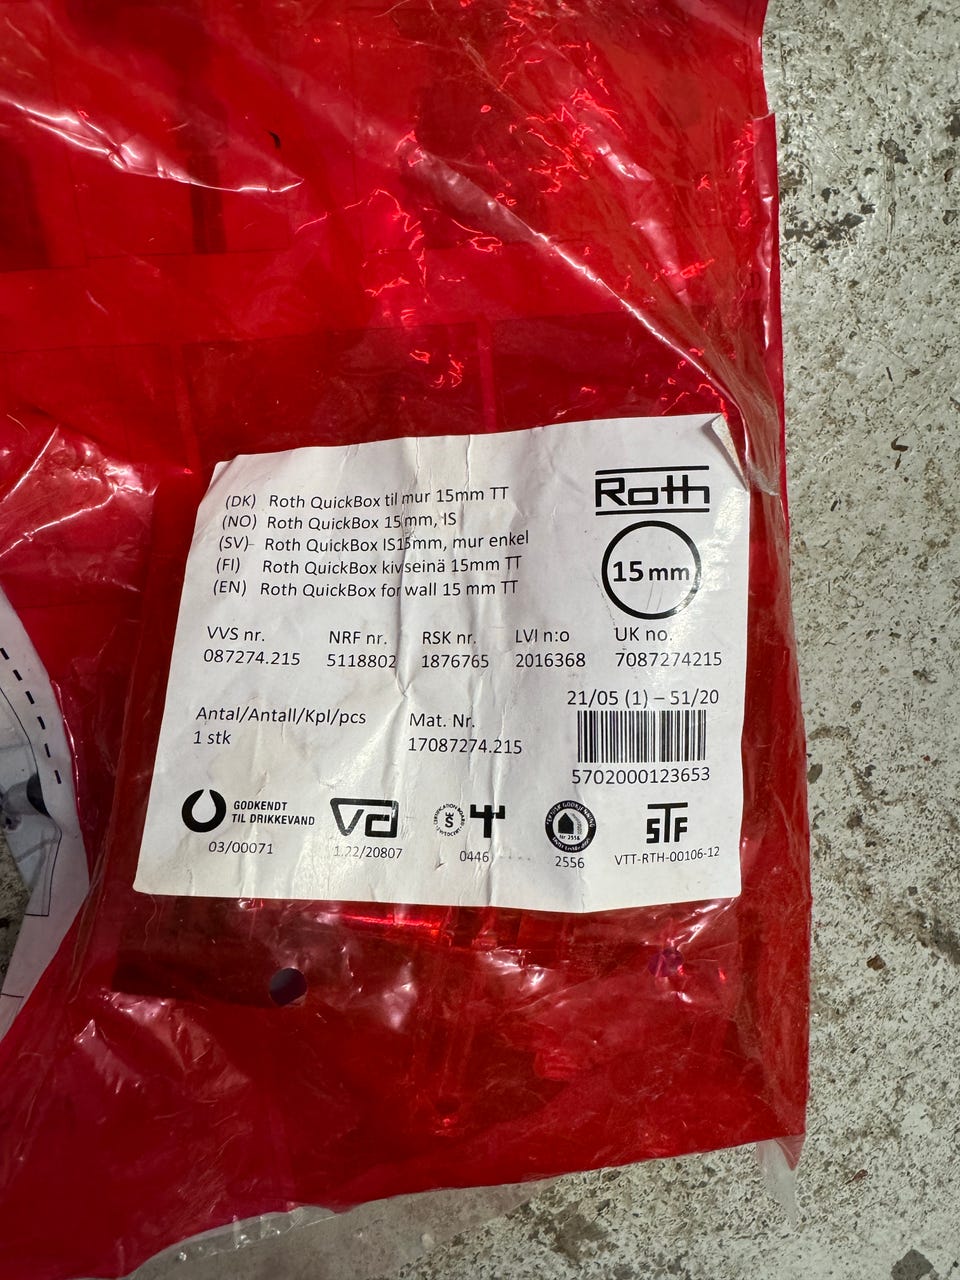 (DK) Roth QuickBox til mur 15mm TT
(NO) Roth QuickBox 15mm, IS
(SV) Roth QuickBox IS15mm, mur enkel
(FI) Roth QuickBox kivseinä 15mm TT
(EN) Roth QuickBox for wall 15 mm TT
Roth
15 mm
VVS nr. NRF nr. RSK nr. LVI n:o UK no.
087274.215 5118802 1876765 2016368 7087274215
21/05 (1) – 51/20
Antal/Antall/Kpl/pcs Mat. Nr.
1 stk 17087274.215
5702000123653
GODKENDT
TIL DRIKKEVAND
03/00071
va
1.22/20807
0446
Nr 2556
2556
STF
VTT-RTH-00106-12